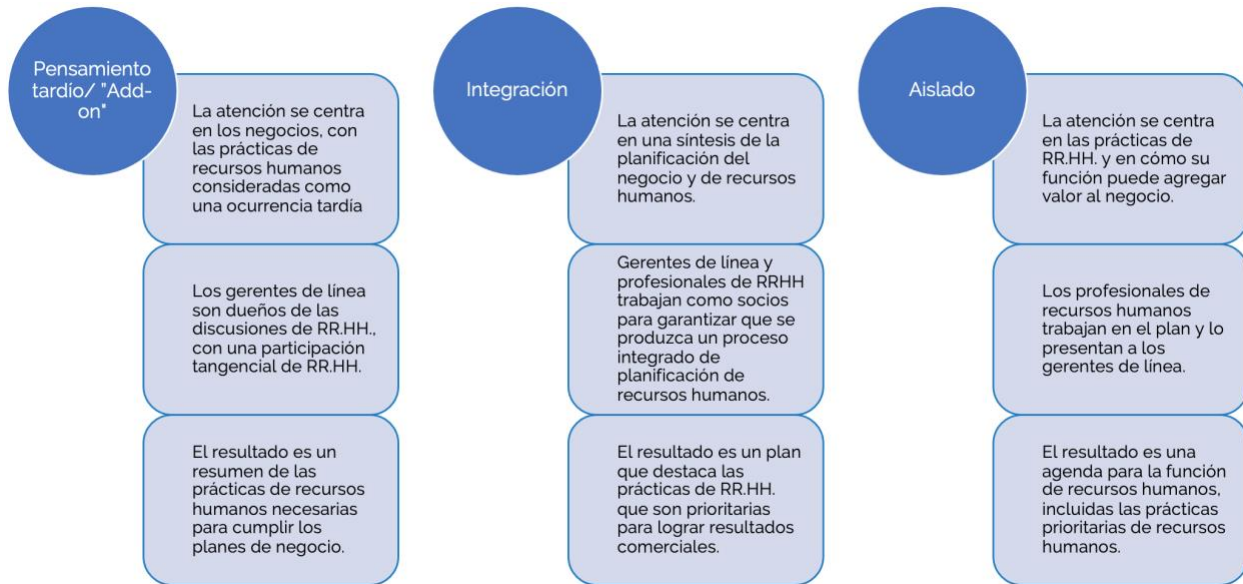 Pensamiento
tardío/ "Add-
on"
La atención se centra
en los negocios, con
las prácticas de
recursos humanos
consideradas como
una ocurrencia tardía
Los gerentes de línea
son dueños de las
discusiones de RR.HH.,
con una participación
tangencial de RR.HH.
El resultado es un
resumen de las
prácticas de recursos
humanos necesarias
para cumplir los
planes de negocio.
Integración
La atención se centra
en una síntesis de la
planificación del
negocio y de recursos
humanos.
Gerentes de línea y
profesionales de RRHH
trabajan como socios
para garantizar que se
produzca un proceso
integrado de
planificación de
recursos humanos.
El resultado es un plan
que destaca las
prácticas de RR.HH.
que son prioritarias
para lograr resultados
comerciales.
Aislado
La atención se centra
en las prácticas de
RR.HH. y en cómo su
función puede agregar
valor al negocio.
Los profesionales de
recursos humanos
trabajan en el plan y lo
presentan a los
gerentes de línea.
El resultado es una
agenda para la función
de recursos humanos,
incluidas las prácticas
prioritarias de recursos
humanos.